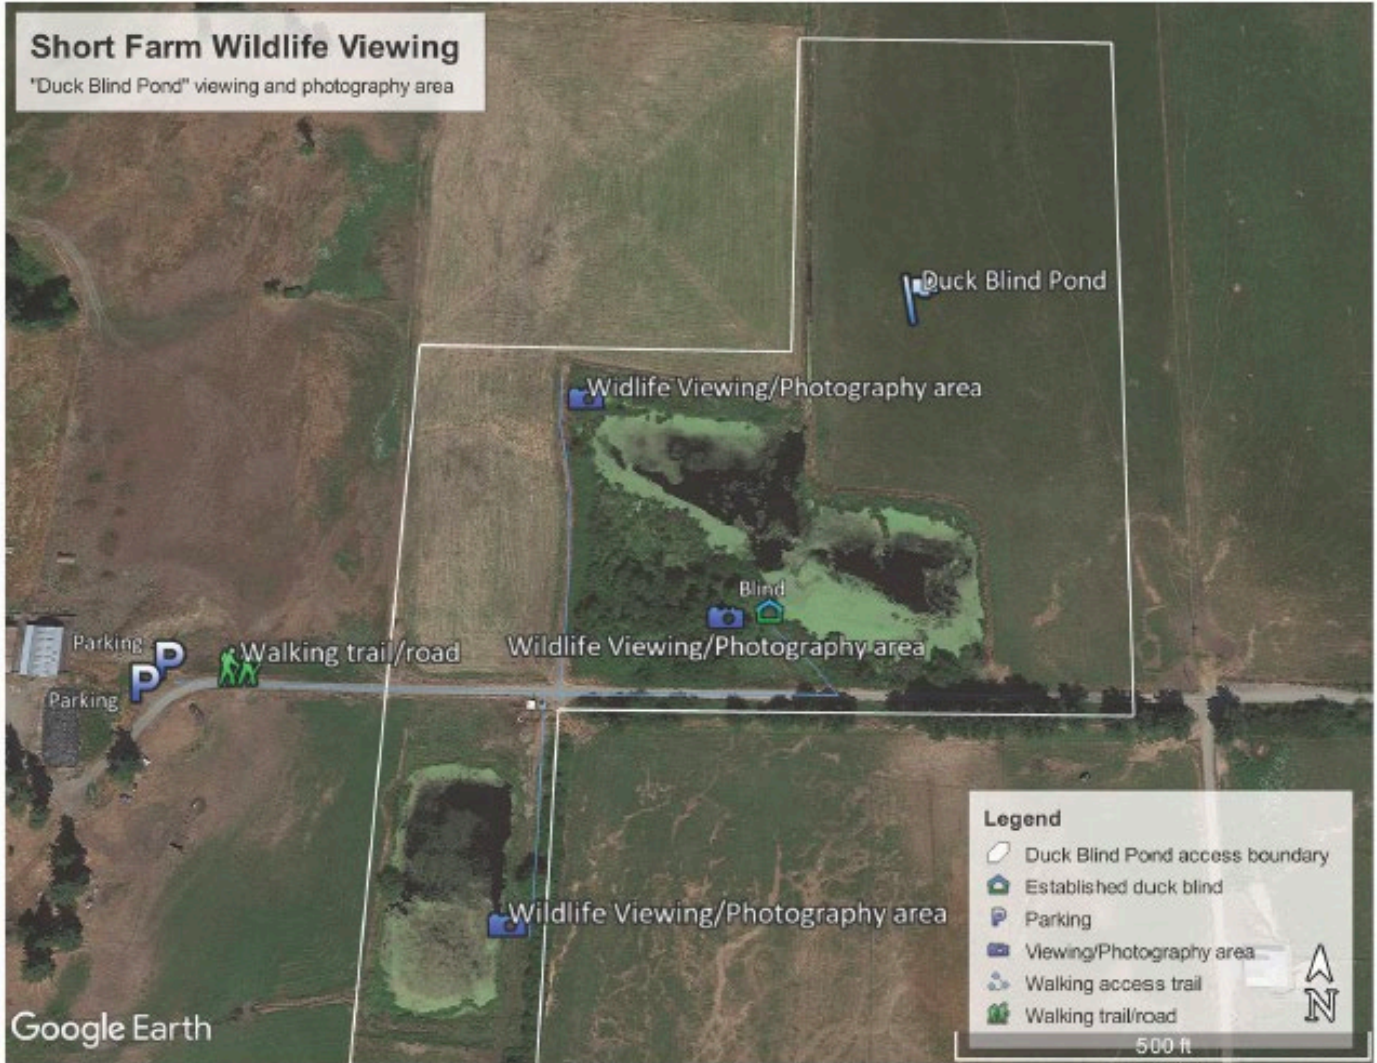 Short Farm Wildlife Viewing
"Duck Blind Pond" viewing and photography area
Duck Blind Pond
Widlife Viewing/Photography area
Blind
Wildlife Viewing/Photography area
Parking
P
Walking trail/road
P
Parking
Wildlife Viewing/Photography area
Legend
Duck Blind Pond access boundary
Established duck blind
P Parking
Viewing/Photography area
Walking access trail
Walking trail/road
N
500 ft
Google Earth